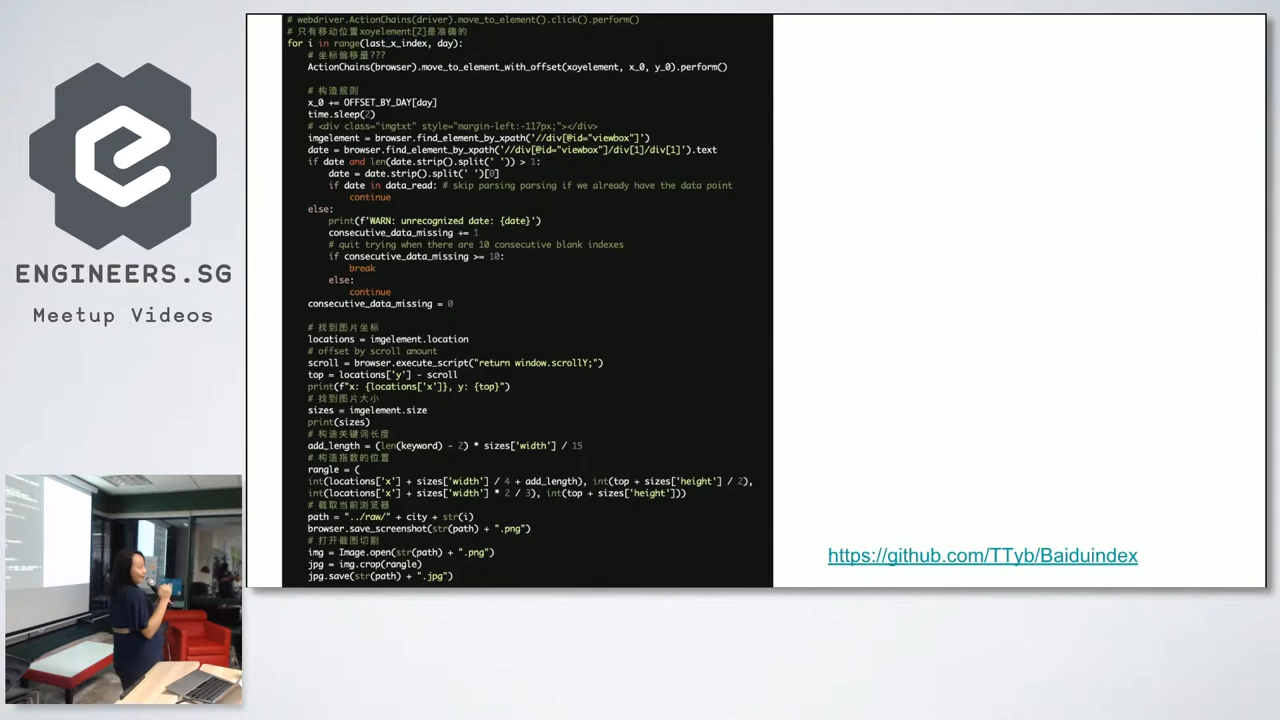 ENGINEERS.SG
Meetup Videos
# webdriver.ActionChains(driver).move_to_element().click().perform()
# 只有移动位置xoyelement[2]是准确的
for i in range(last_x_index, day):
# 坐标偏移量???
ActionChains(browser).move_to_element_with_offset(xoyelement, x_0, y_0).perform()
# 构造规则
x_0 += OFFSET_BY_DAY[day]
time.sleep(2)
# <div class="imgtxt" style="margin-left:-117px;"></div>
imgelement = browser.find_element_by_xpath('//div[@id="viewbox"]')
date = browser.find_element_by_xpath('//div[@id="viewbox"]/div[1]/div[1]').text
if date and len(date.strip().split(' ')) > 1:
date = date.strip().split(' ')[0]
if date in data_read: # skip parsing parsing if we already have the data point
continue
else:
print(f'WARN: unrecognized date: {date}')
consecutive_data_missing += 1
# quit trying when there are 10 consecutive blank indexes
if consecutive_data_missing >= 10:
break
else:
continue
consecutive_data_missing = 0
# 找到图片坐标
locations = imgelement.location
# offset by scroll amount
scroll = browser.execute_script("return window.scrollY;")
top = locations['y'] - scroll
print(f"x: {locations['x']}, y: {top}")
# 找到图片大小
sizes = imgelement.size
print(sizes)
# 构造关键词长度
add_length = (len(keyword) - 2) * sizes['width'] / 15
# 构造指数的位置
rangle = (
int(locations['x'] + sizes['width'] / 4 + add_length), int(top + sizes['height'] / 2),
int(locations['x'] + sizes['width'] * 2 / 3), int(top + sizes['height']))
# 截取当前浏览器
path = "../raw/" + city + str(i)
browser.save_screenshot(str(path) + ".png")
# 打开截图切割
img = Image.open(str(path) + ".png")
jpg = img.crop(rangle)
jpg.save(str(path) + ".jpg")
https://github.com/TTyb/Baiduindex